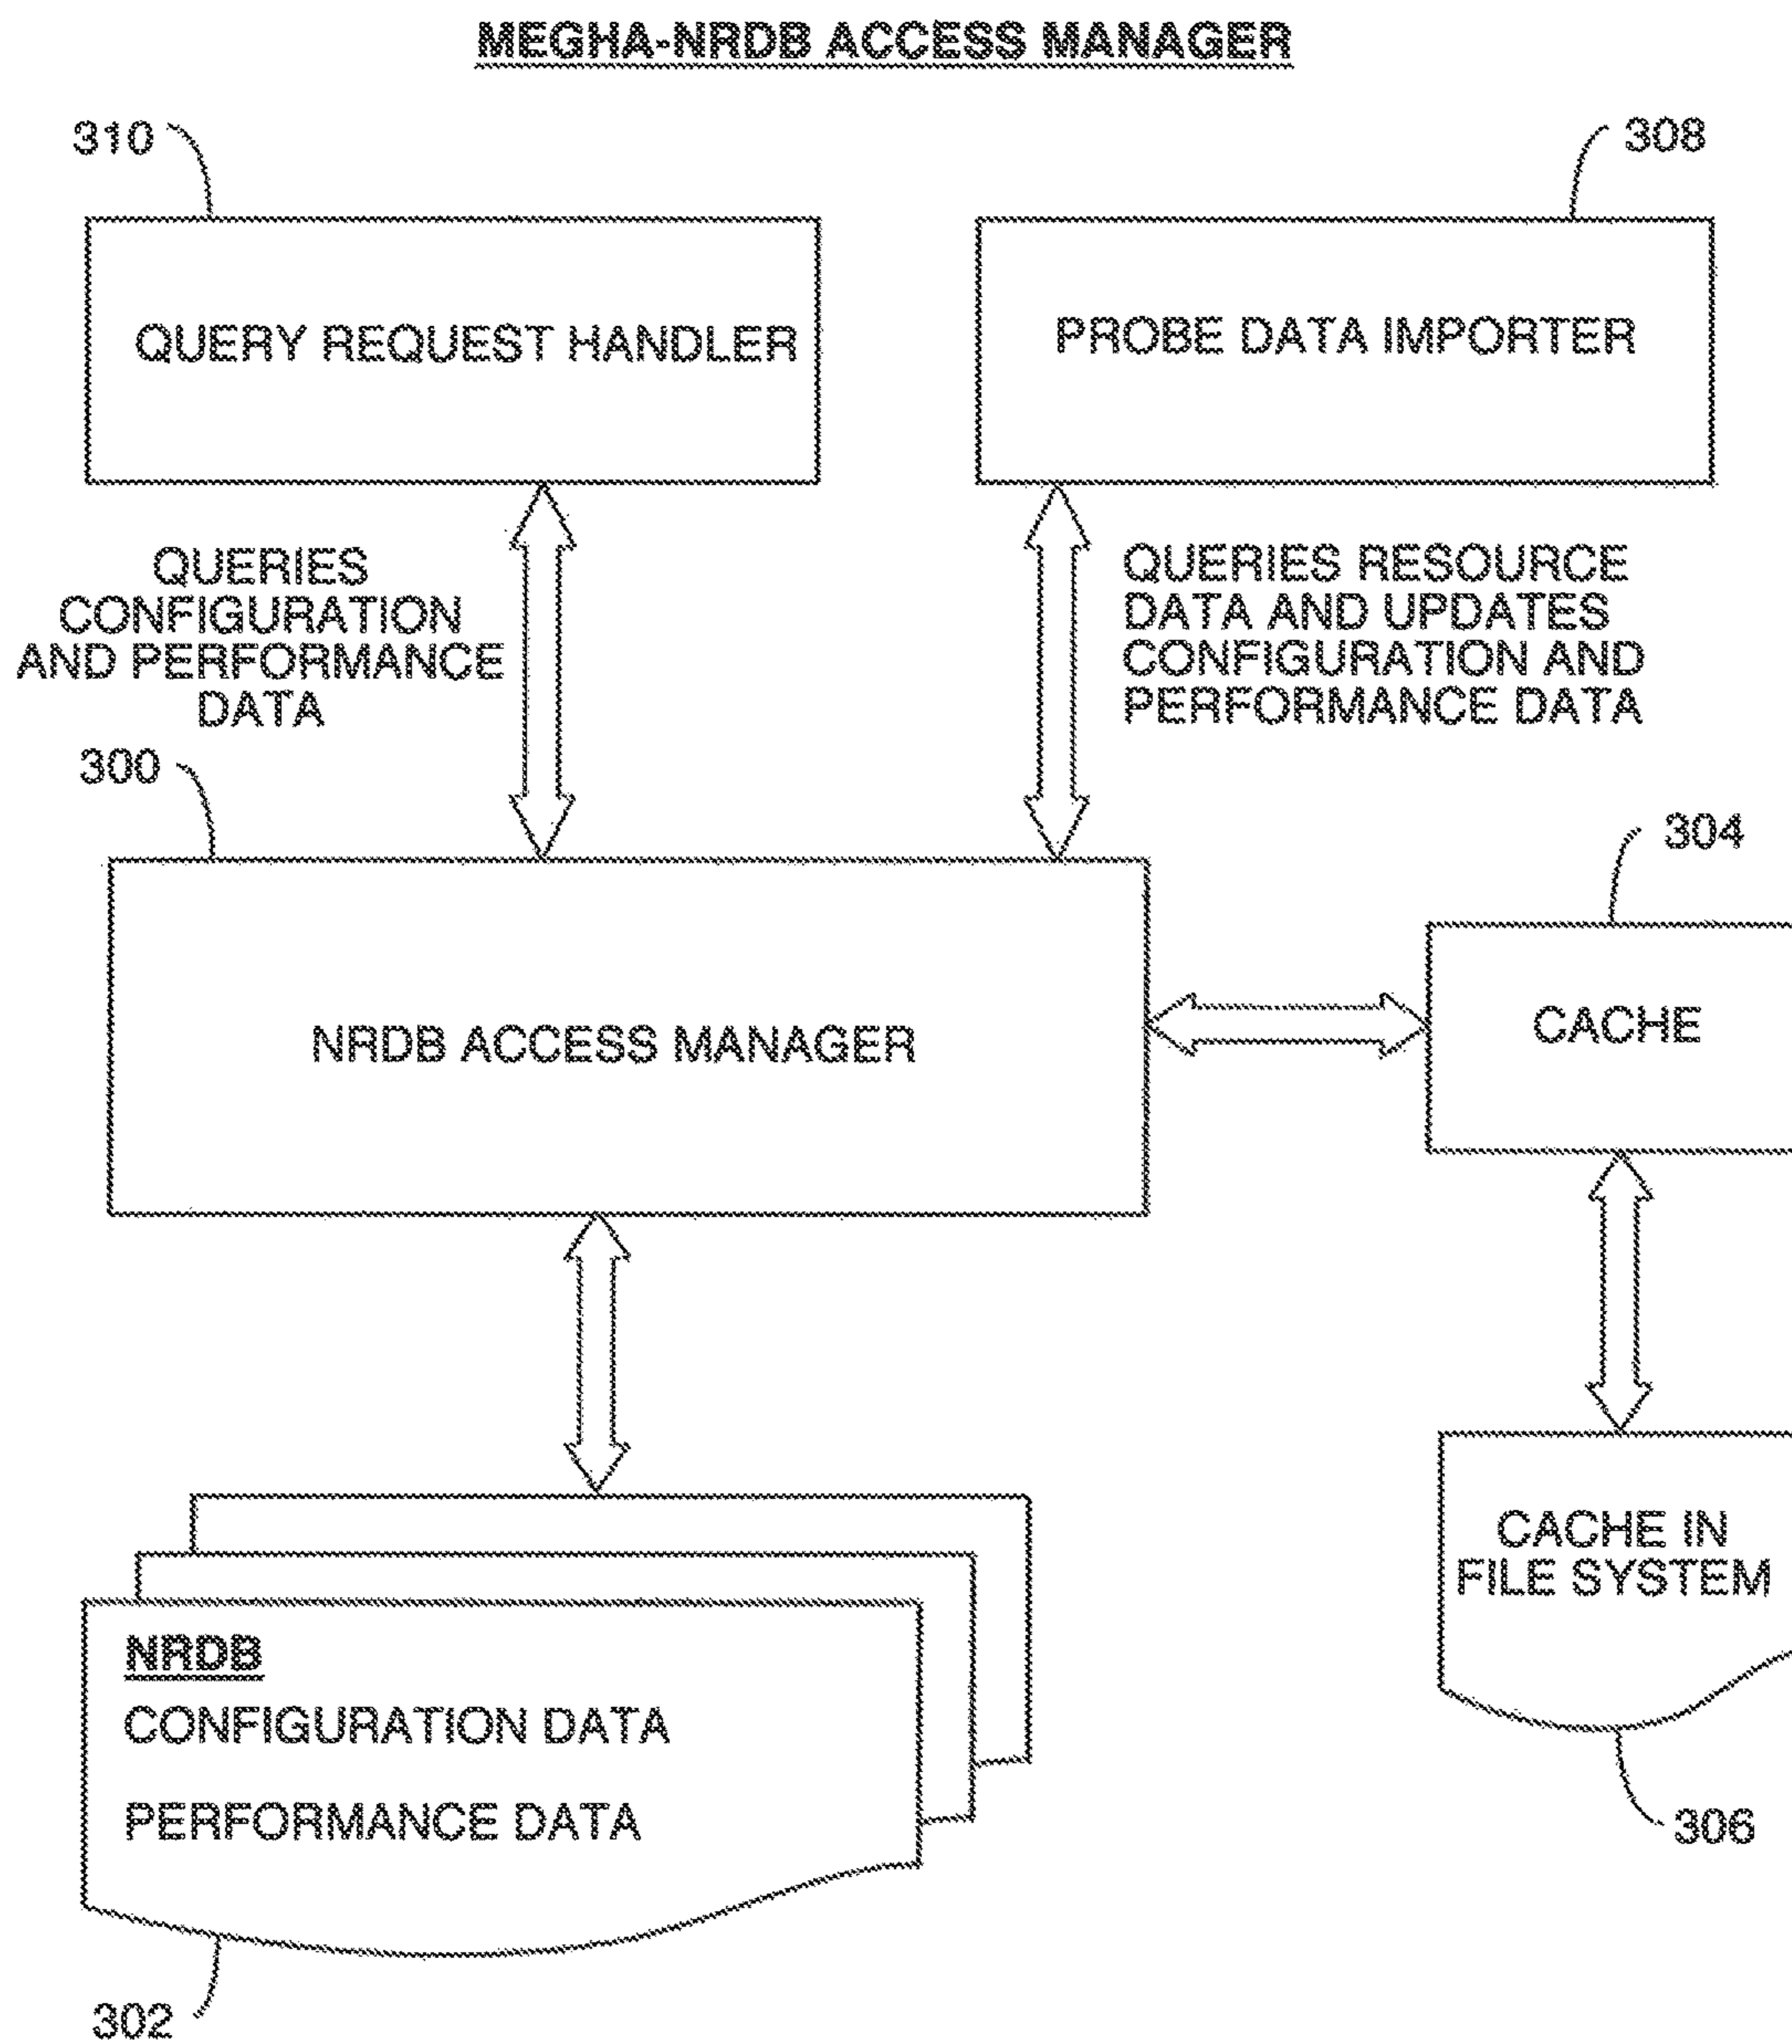 MEGHA-NRDB ACCESS MANAGER
310
308
QUERY REQUEST HANDLER
PROBE DATA IMPORTER
QUERIES
CONFIGURATION
AND PERFORMANCE
DATA
QUERIES RESOURCE
DATA AND UPDATES
CONFIGURATION AND
PERFORMANCE DATA
300
304
NRDB ACCESS MANAGER
CACHE
CACHE IN
FILE SYSTEM
NRDB
CONFIGURATION DATA
PERFORMANCE DATA
306
302